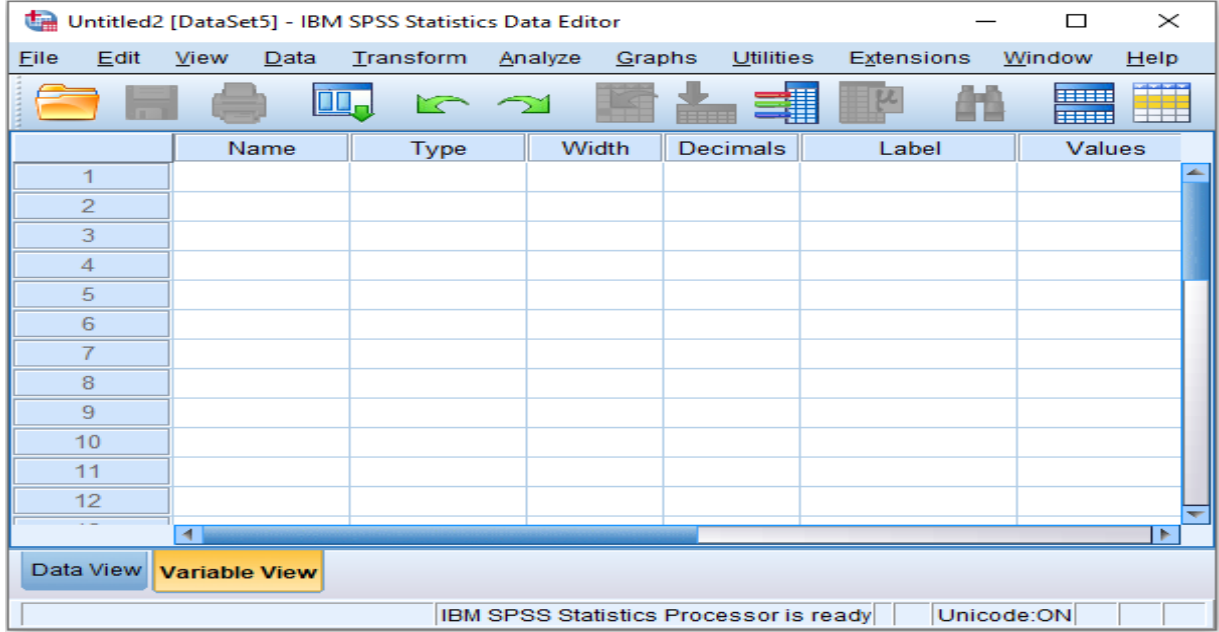 Untitled2 [DataSet5] - IBM SPSS Statistics Data Editor
File Edit View Data Transform Analyze Graphs Utilities Extensions Window Help
Name Type Width Decimals Label Values
1
2
3
4
5
6
7
8
9
10
11
12
Data View Variable View
IBM SPSS Statistics Processor is ready Unicode:ON